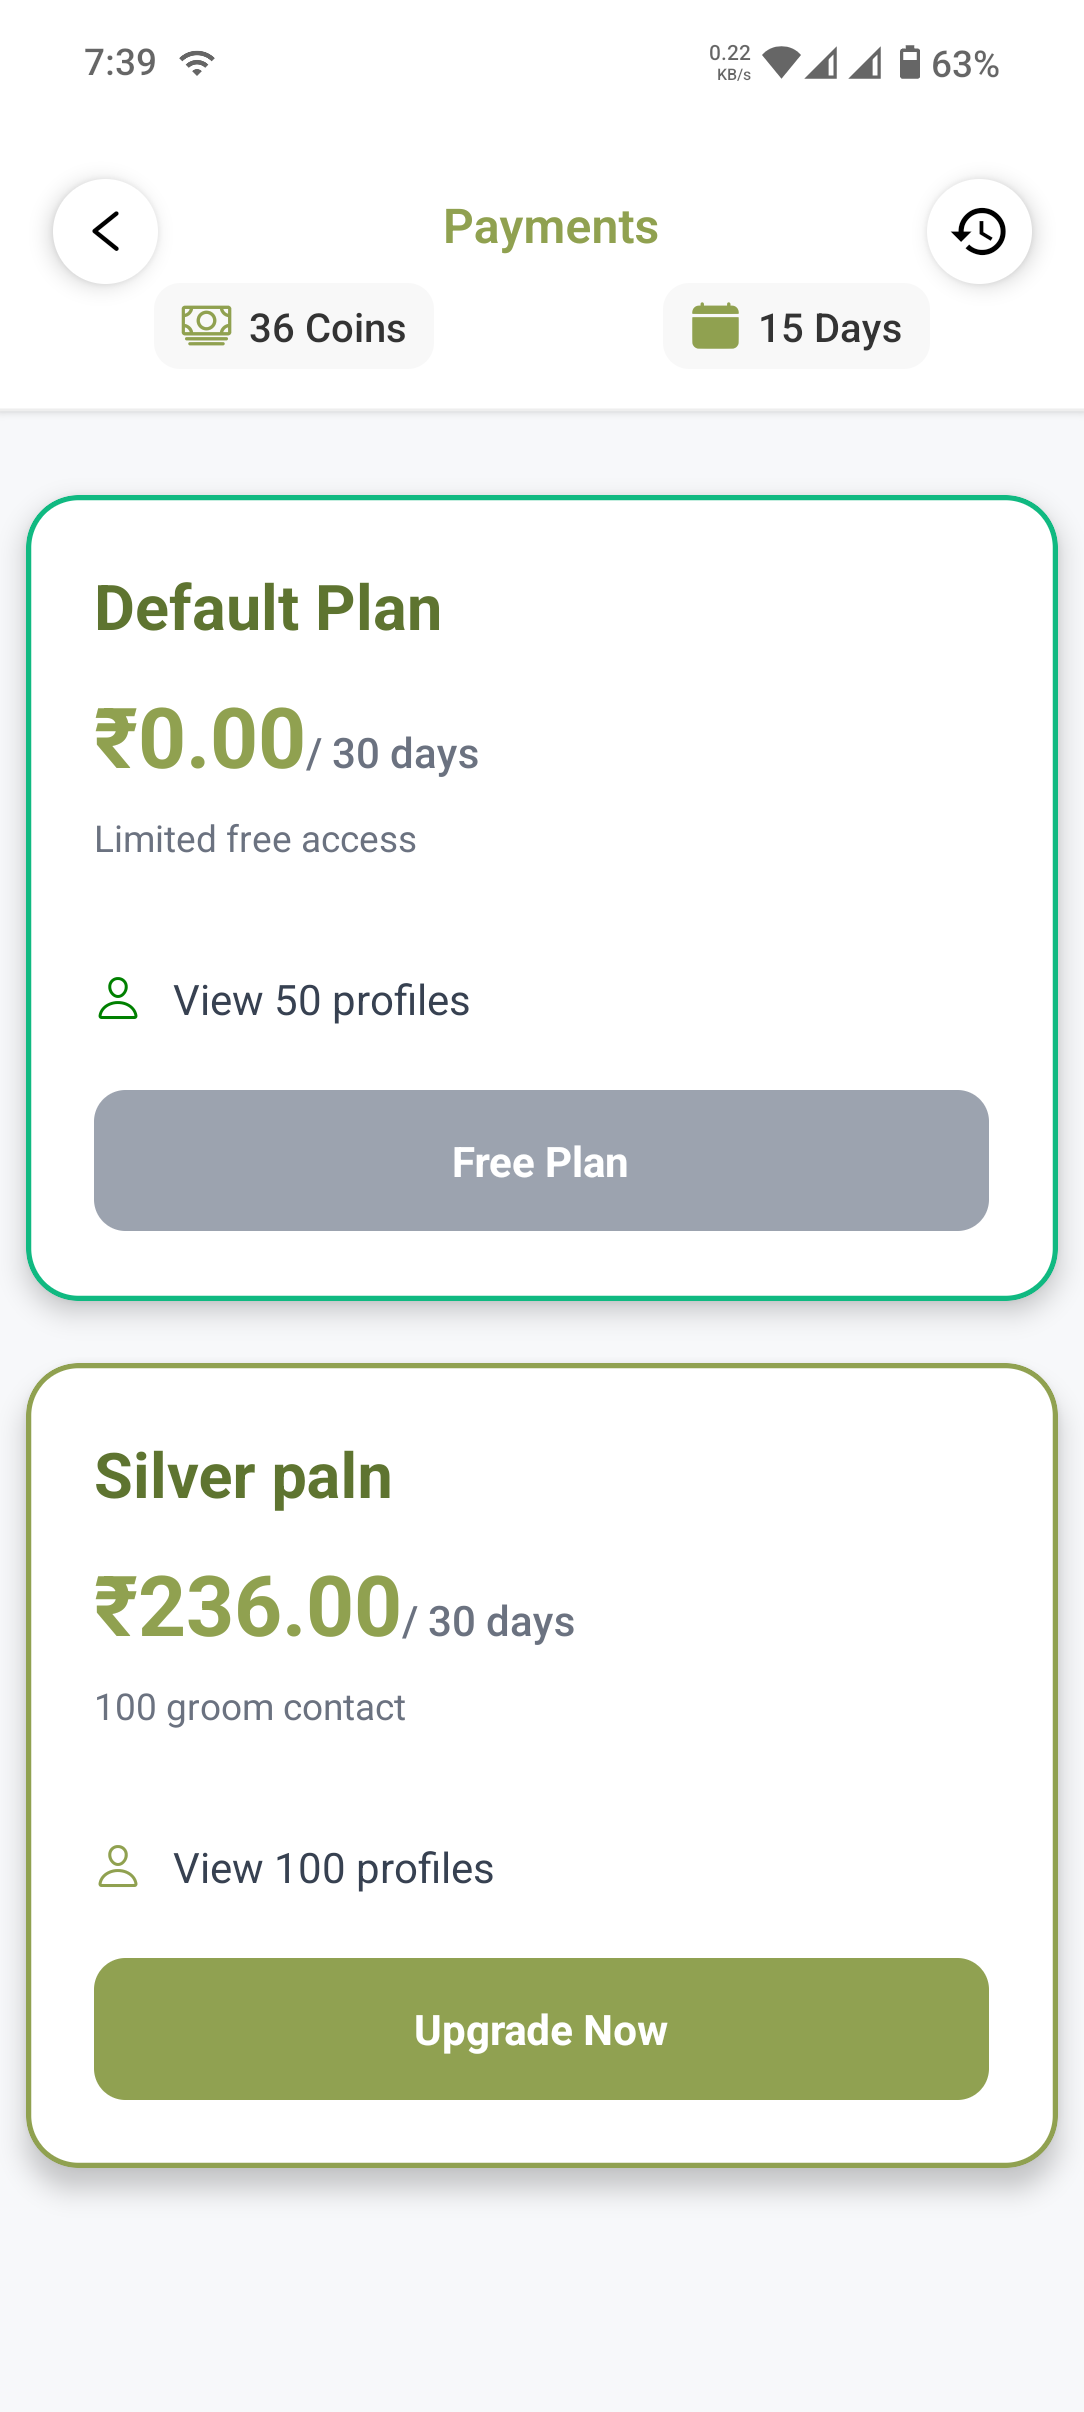 7:39
0.22
KB/s
63%
Payments
36 Coins
15 Days
Default Plan
₹0.00/ 30 days
Limited free access
View 50 profiles
Free Plan
Silver paln
₹236.00/ 30 days
100 groom contact
View 100 profiles
Upgrade Now